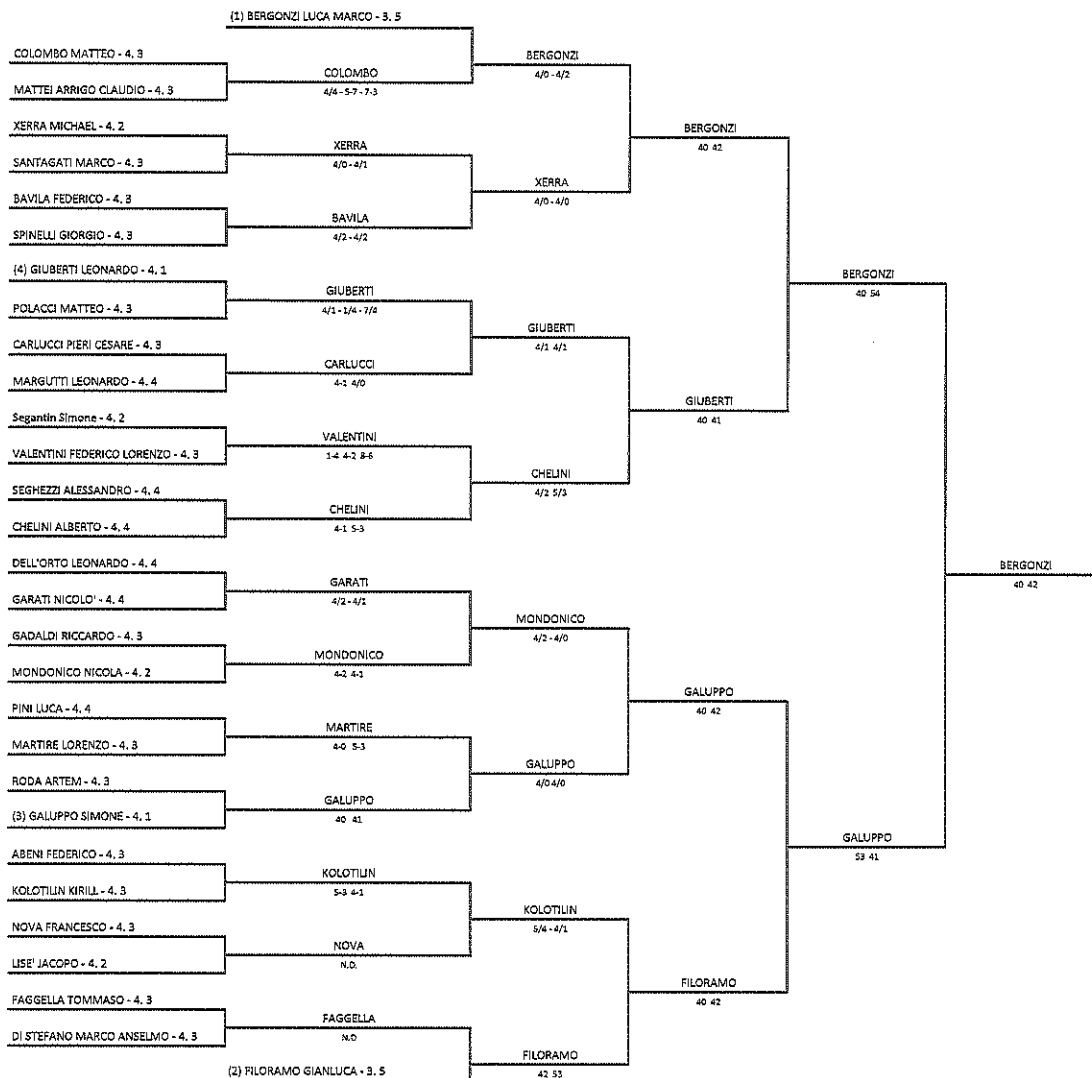 (1) BERGONZI LUCA MARCO - 3. 5
COLOMBO MATTEO - 4. 3
MATTEI ARRIGO CLAUDIO - 4. 3
XERRA MICHAEL - 4. 2
SANTAGATI MARCO - 4. 3
BAVILA FEDERICO - 4. 3
SPINELLI GIORGIO - 4. 3
(4) GIUBERTI LEONARDO - 4. 1
POLACCI MATTEO - 4. 3
CARLUCCI PIERI CESARE - 4. 3
MARGUTTI LEONARDO - 4. 4
Segantin Simone - 4. 2
VALENTINI FEDERICO LORENZO - 4. 3
SEGHEZZI ALESSANDRO - 4. 4
CHELINI ALBERTO - 4. 4
DELL'ORTO LEONARDO - 4. 4
GARATI NICOLO' - 4. 4
GADALDI RICCARDO - 4. 3
MONDONICO NICOLA - 4. 2
PINI LUCA - 4. 4
MARTIRE LORENZO - 4. 3
RODA ARTEM - 4. 3
(3) GALUPPO SIMONE - 4. 1
ABENI FEDERICO - 4. 3
KOLOTILIN KIRILL - 4. 3
NOVA FRANCESCO - 4. 3
LISE' JACOPO - 4. 2
FAGGELLA TOMMASO - 4. 3
DI STEFANO MARCO ANSELMO - 4. 3
(2) FILORAMO GIANLUCA - 3. 5
COLOMBO
4/4 - 5-7 - 7-3
XERRA
4/0 - 4/1
BAVILA
4/2 - 4/2
GIUBERTI
4/1 - 1/4 - 7/4
CARLUCCI
4-1 4/0
VALENTINI
1-4 4-2 8-6
CHELINI
4-1 5-3
GARATI
4/2 - 4/1
MONDONICO
4-2 4-1
MARTIRE
4-0 5-3
GALUPPO
40 41
KOLOTILIN
5-3 4-1
NOVA
N.D.
FAGGELLA
N.D
BERGONZI
4/0 - 4/2
XERRA
4/0 - 4/0
GIUBERTI
4/1 4/1
CHELINI
4/2 5/3
MONDONICO
4/2 - 4/0
GALUPPO
4/0 4/0
KOLOTILIN
5/4 - 4/1
FILORAMO
42 53
BERGONZI
40 42
GIUBERTI
40 41
GALUPPO
40 42
FILORAMO
40 42
BERGONZI
40 54
GALUPPO
53 41
BERGONZI
40 42